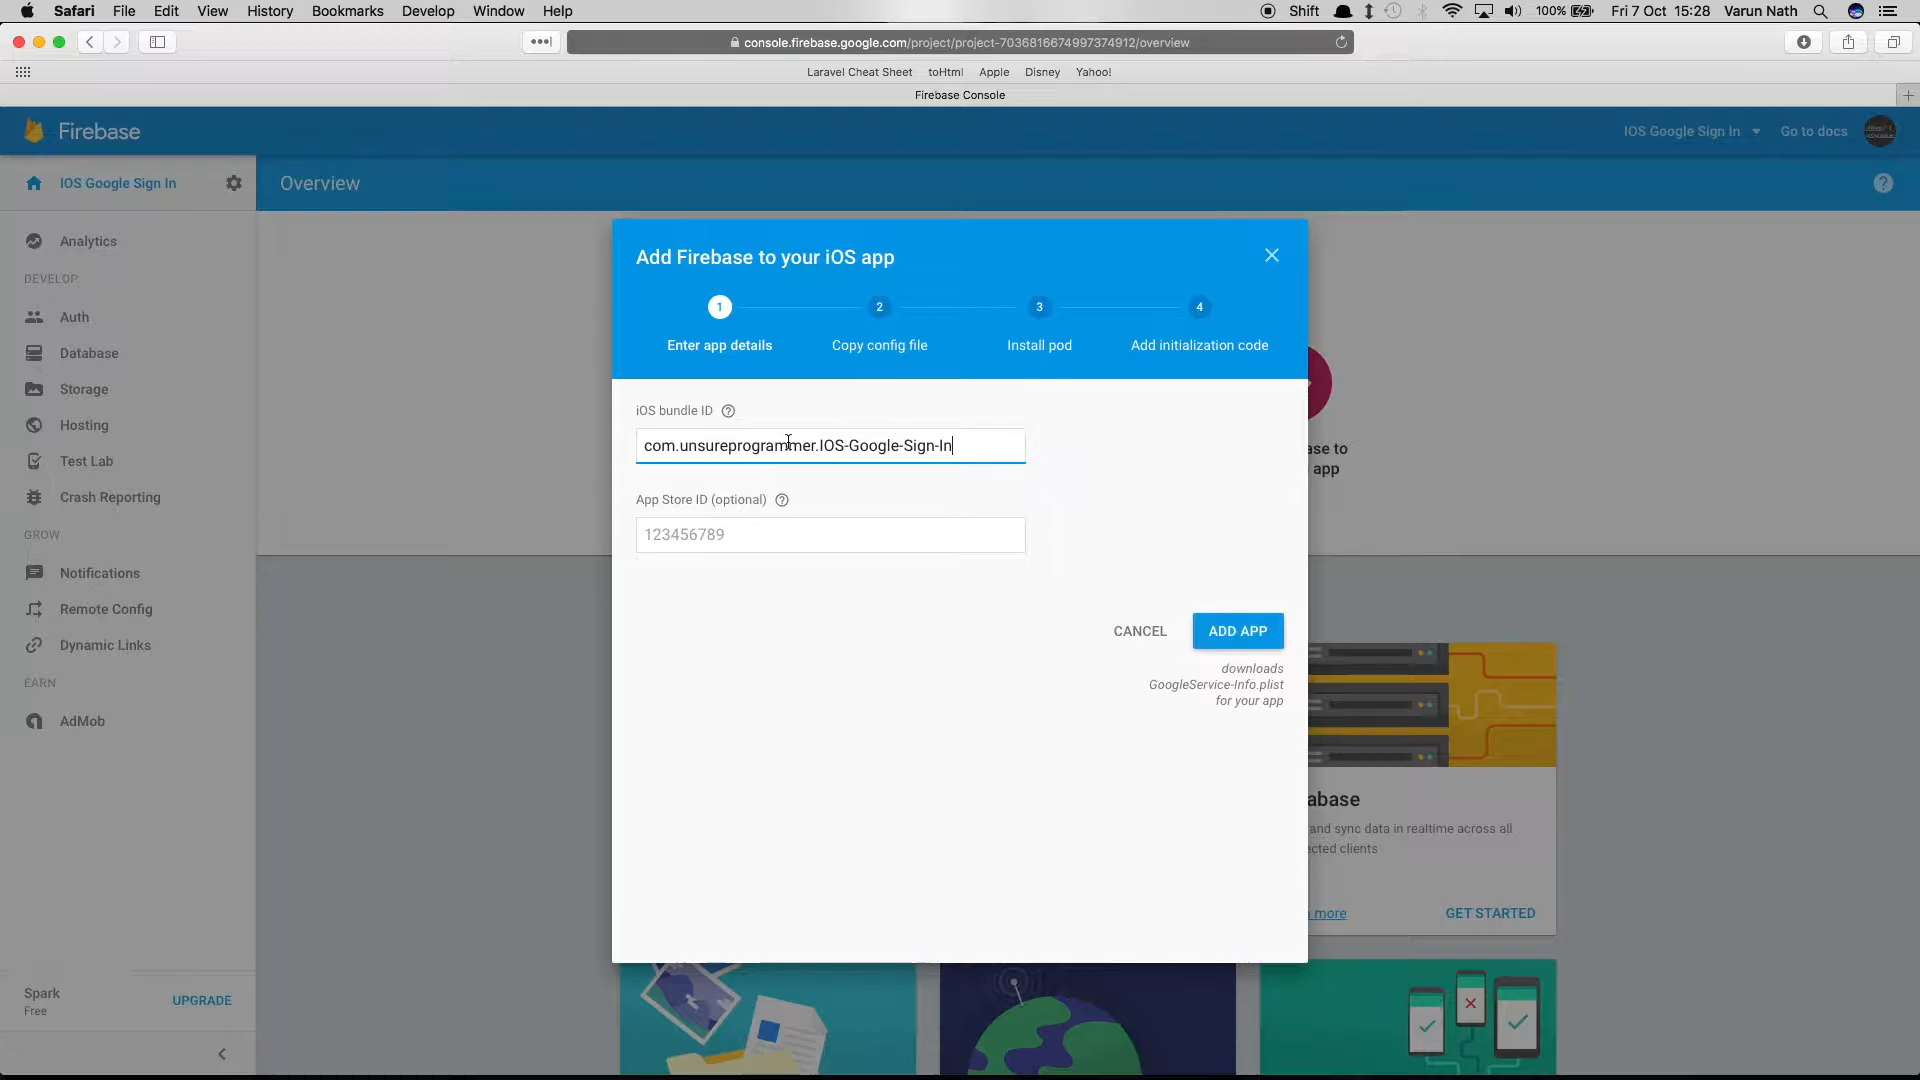 Safari File Edit View History Bookmarks Develop Window Help Shift 100% Fri 7 Oct 15:28 Varun Nath
console.firebase.google.com/project/project-7036816674997374912/overview
Laravel Cheat Sheet toHtml Apple Disney Yahoo!
Firebase Console
Firebase IOS Google Sign In Go to docs
IOS Google Sign In Overview
Analytics
DEVELOP
Auth
Database
Storage
Hosting
Test Lab
Crash Reporting
GROW
Notifications
Remote Config
Dynamic Links
EARN
AdMob
Spark
Free
UPGRADE
Add Firebase to your iOS app
1 2 3 4
Enter app details Copy config file Install pod Add initialization code
iOS bundle ID
com.unsureprogrammer.IOS-Google-Sign-In
App Store ID (optional)
123456789
CANCEL ADD APP
downloads
GoogleService-Info.plist
for your app
ase to
app
abase
and sync data in realtime across all
ected clients
more GET STARTED